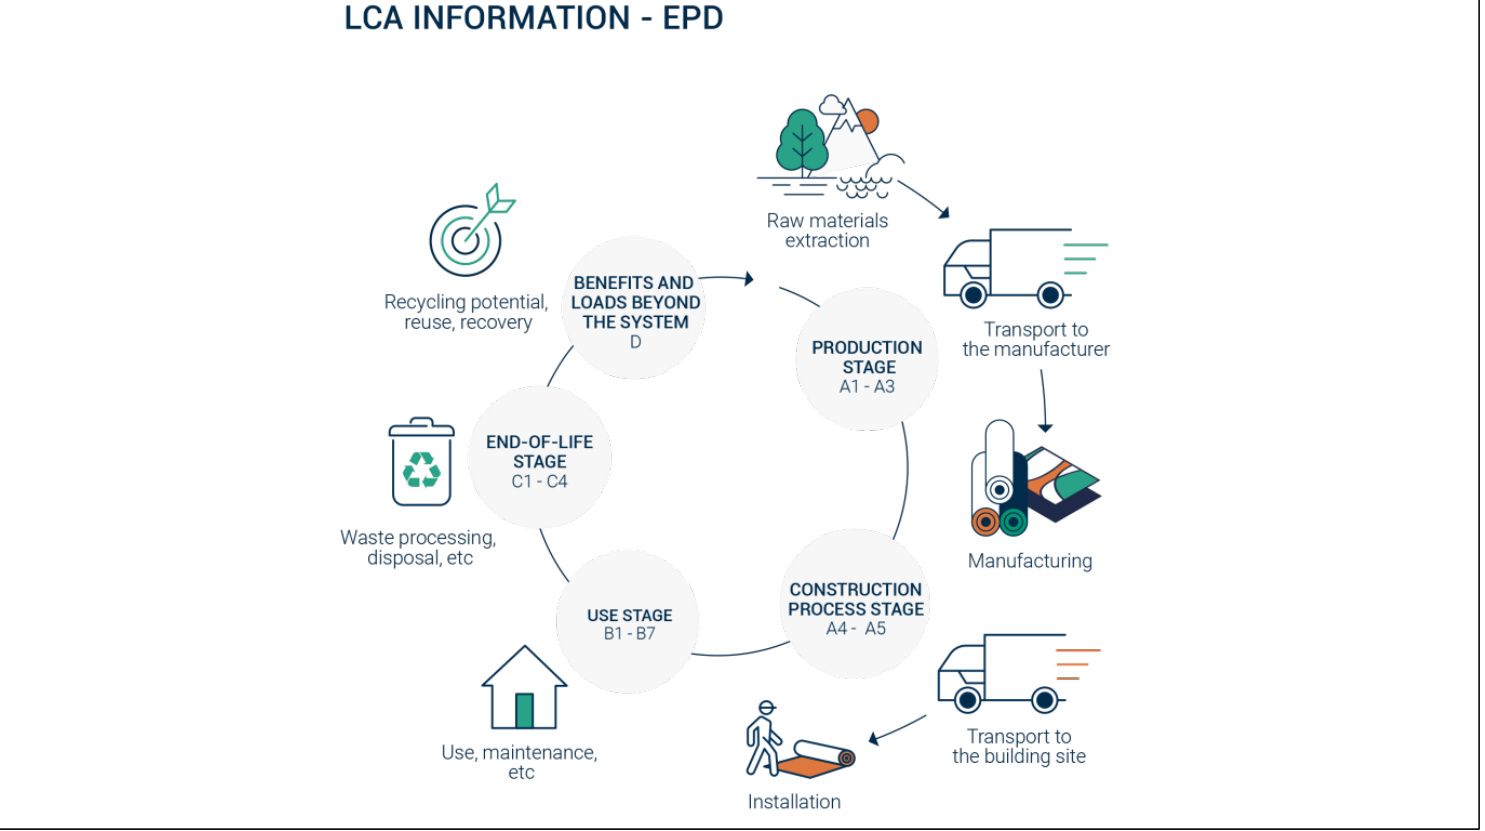 LCA INFORMATION - EPD
Raw materials
extraction
Transport to
the manufacturer
Manufacturing
Transport to
the building site
Installation
Use, maintenance,
etc
Waste processing,
disposal, etc
Recycling potential,
reuse, recovery
BENEFITS AND
LOADS BEYOND
THE SYSTEM
D
PRODUCTION
STAGE
A1 - A3
CONSTRUCTION
PROCESS STAGE
A4 - A5
USE STAGE
B1 - B7
END-OF-LIFE
STAGE
C1 - C4